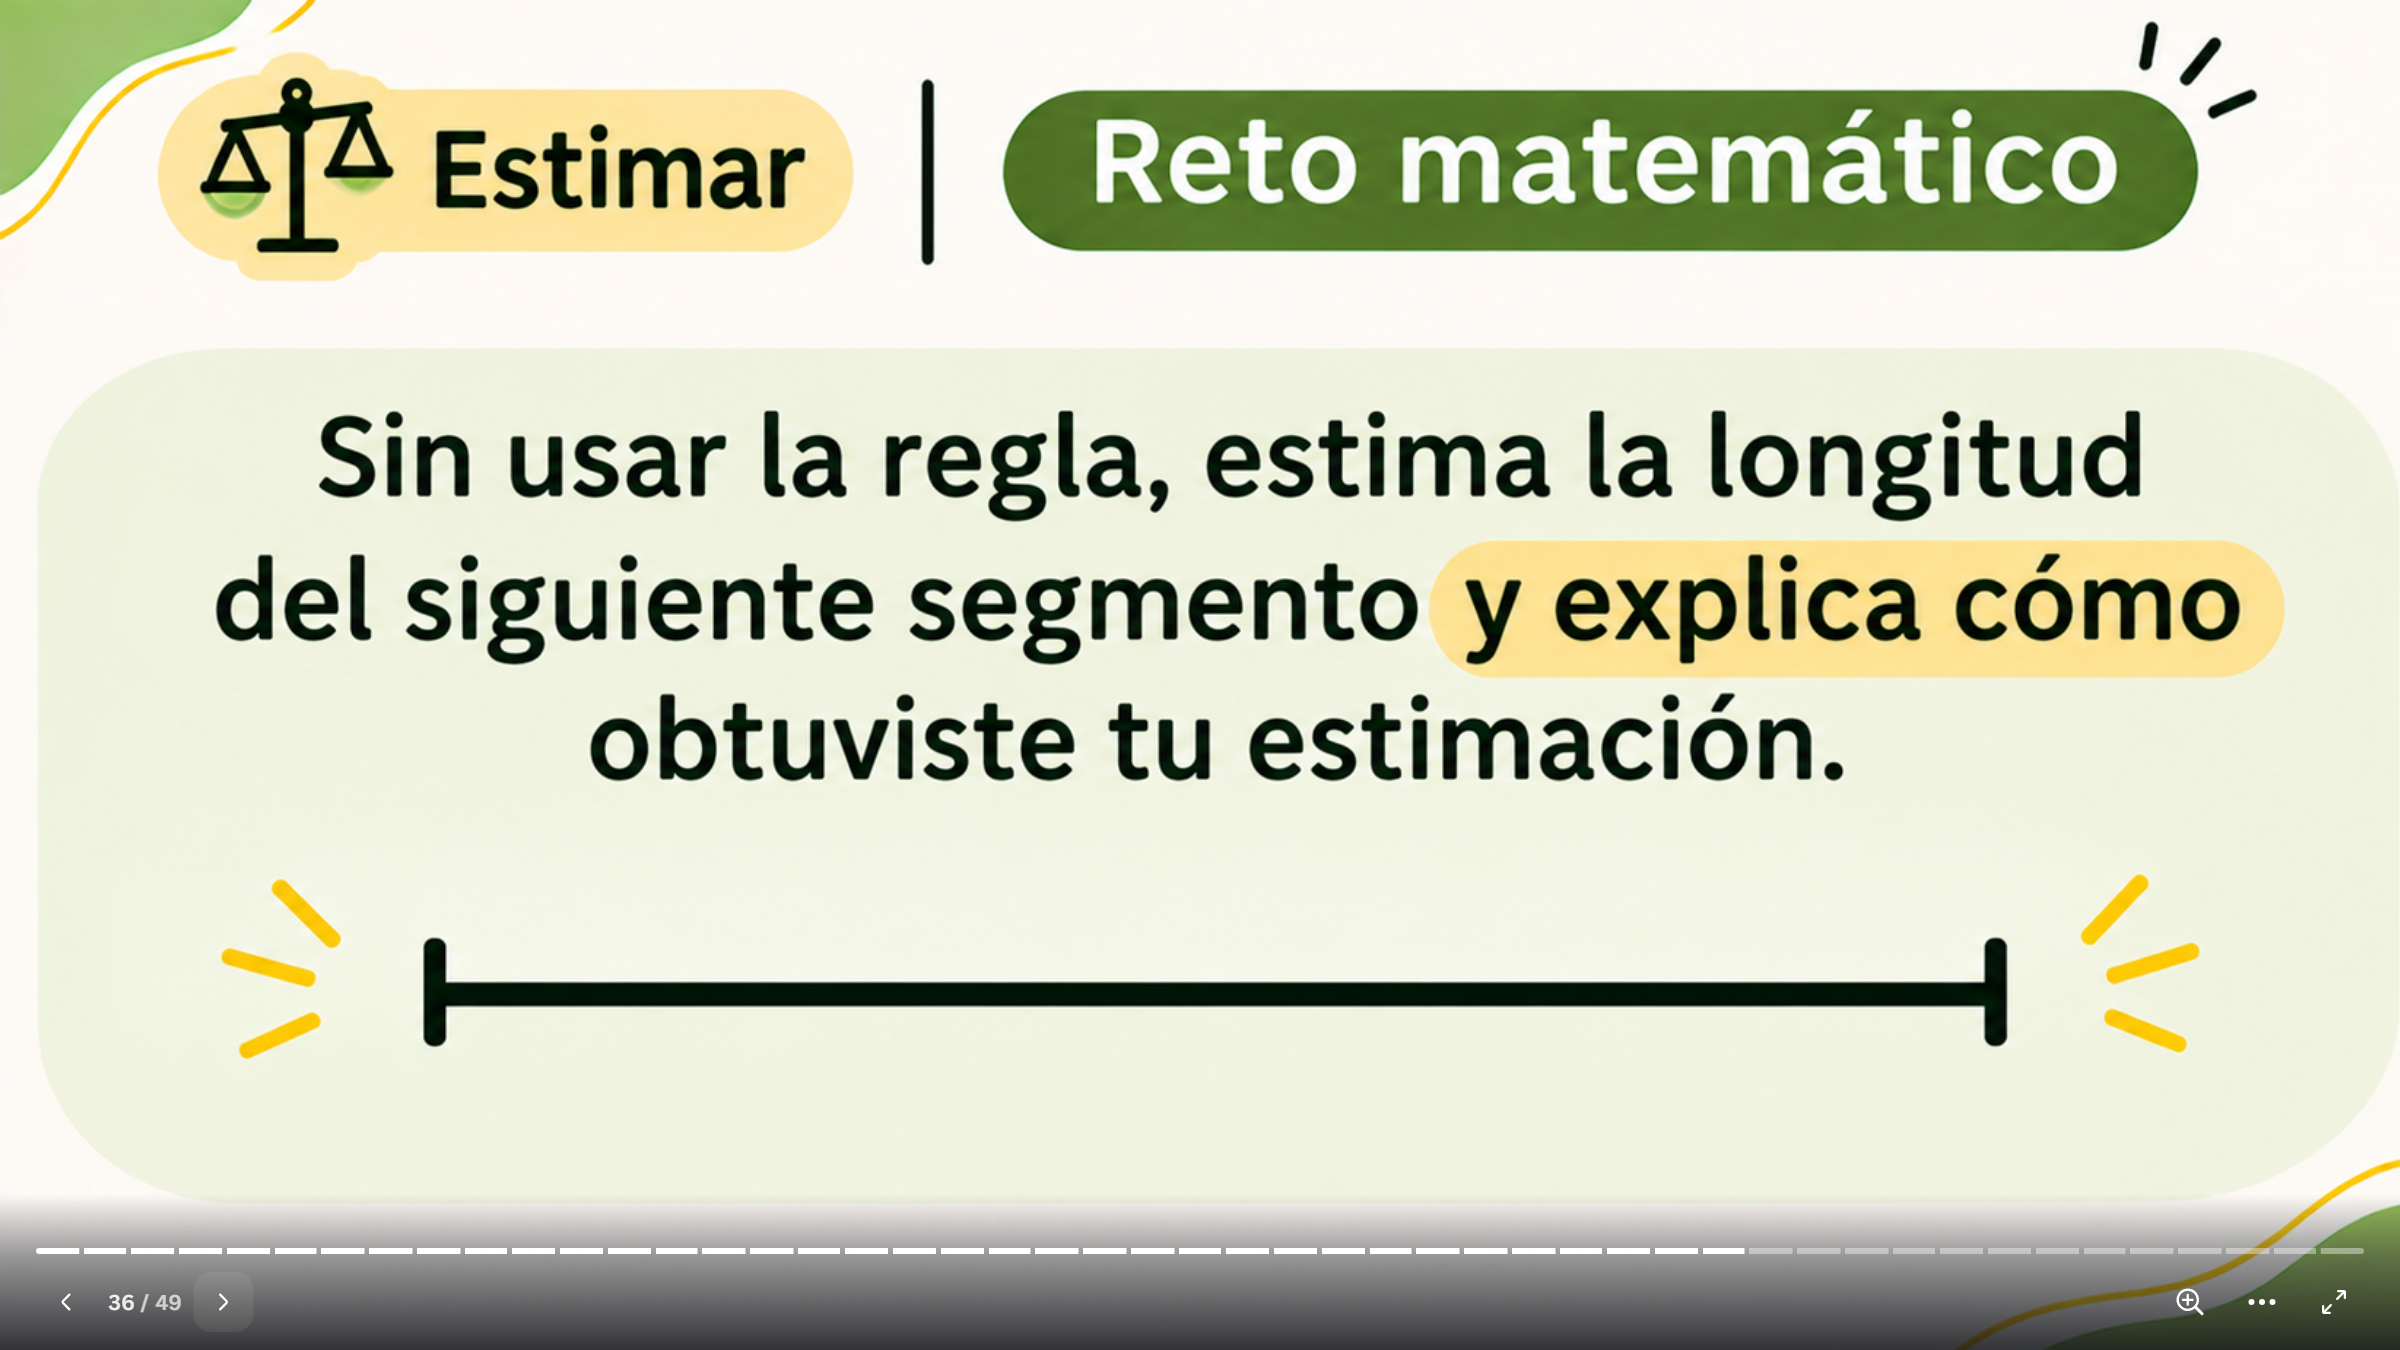 Estimar
Reto matemático
Sin usar la regla, estima la longitud
del siguiente segmento y explica cómo
obtuviste tu estimación.
36 / 49